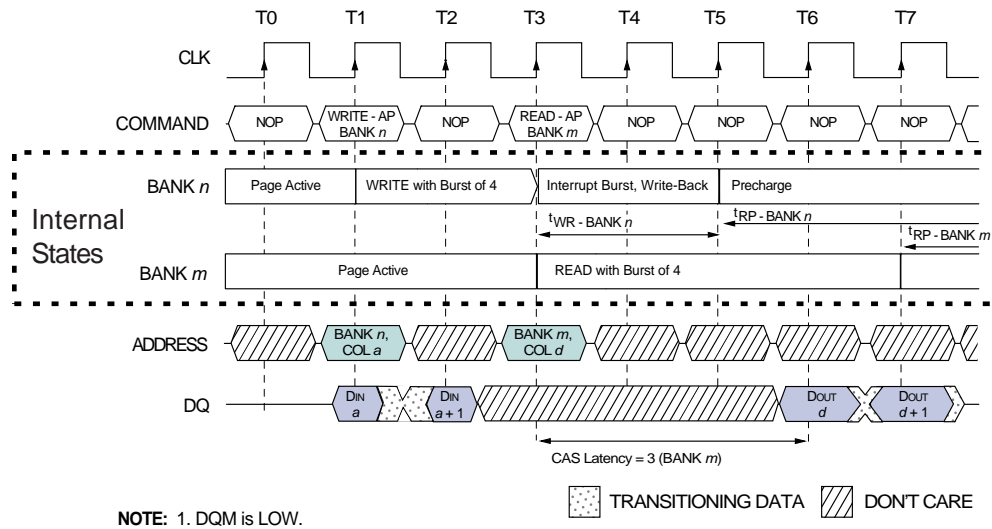 T0 T1 T2 T3 T4 T5 T6 T7
CLK
COMMAND NOP WRITE - AP BANK n NOP READ - AP BANK m NOP NOP NOP NOP
Internal States
BANK n Page Active WRITE with Burst of 4 Interrupt Burst, Write-Back Precharge
tWR - BANK n tRP - BANK n
tRP - BANK m
BANK m Page Active READ with Burst of 4
ADDRESS BANK n, COL a BANK m, COL d
DQ DIN a DIN a + 1 DOUT d DOUT d + 1
CAS Latency = 3 (BANK m)
TRANSITIONING DATA DON'T CARE
NOTE: 1. DQM is LOW.